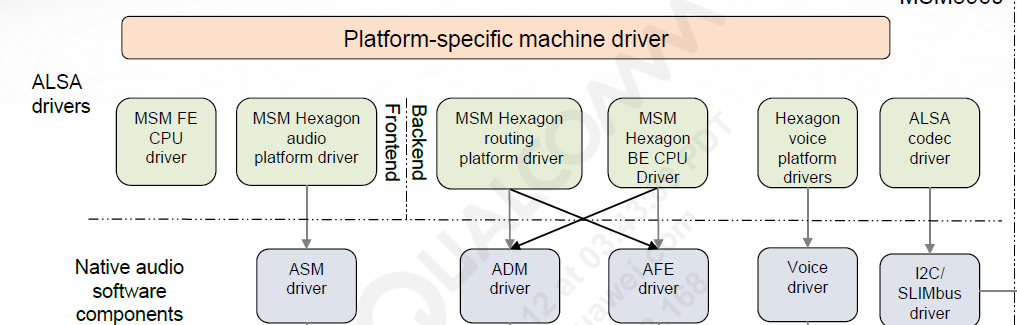 Platform-specific machine driver
ALSA
drivers
MSM FE
CPU
driver
MSM Hexagon
audio
platform driver
Frontend
Backend
MSM Hexagon
routing
platform driver
MSM
Hexagon
BE CPU
Driver
Hexagon
voice
platform
drivers
ALSA
codec
driver
Native audio
software
components
ASM
driver
ADM
driver
AFE
driver
Voice
driver
I2C/
SLIMbus
driver
QUALCOMM
PDT